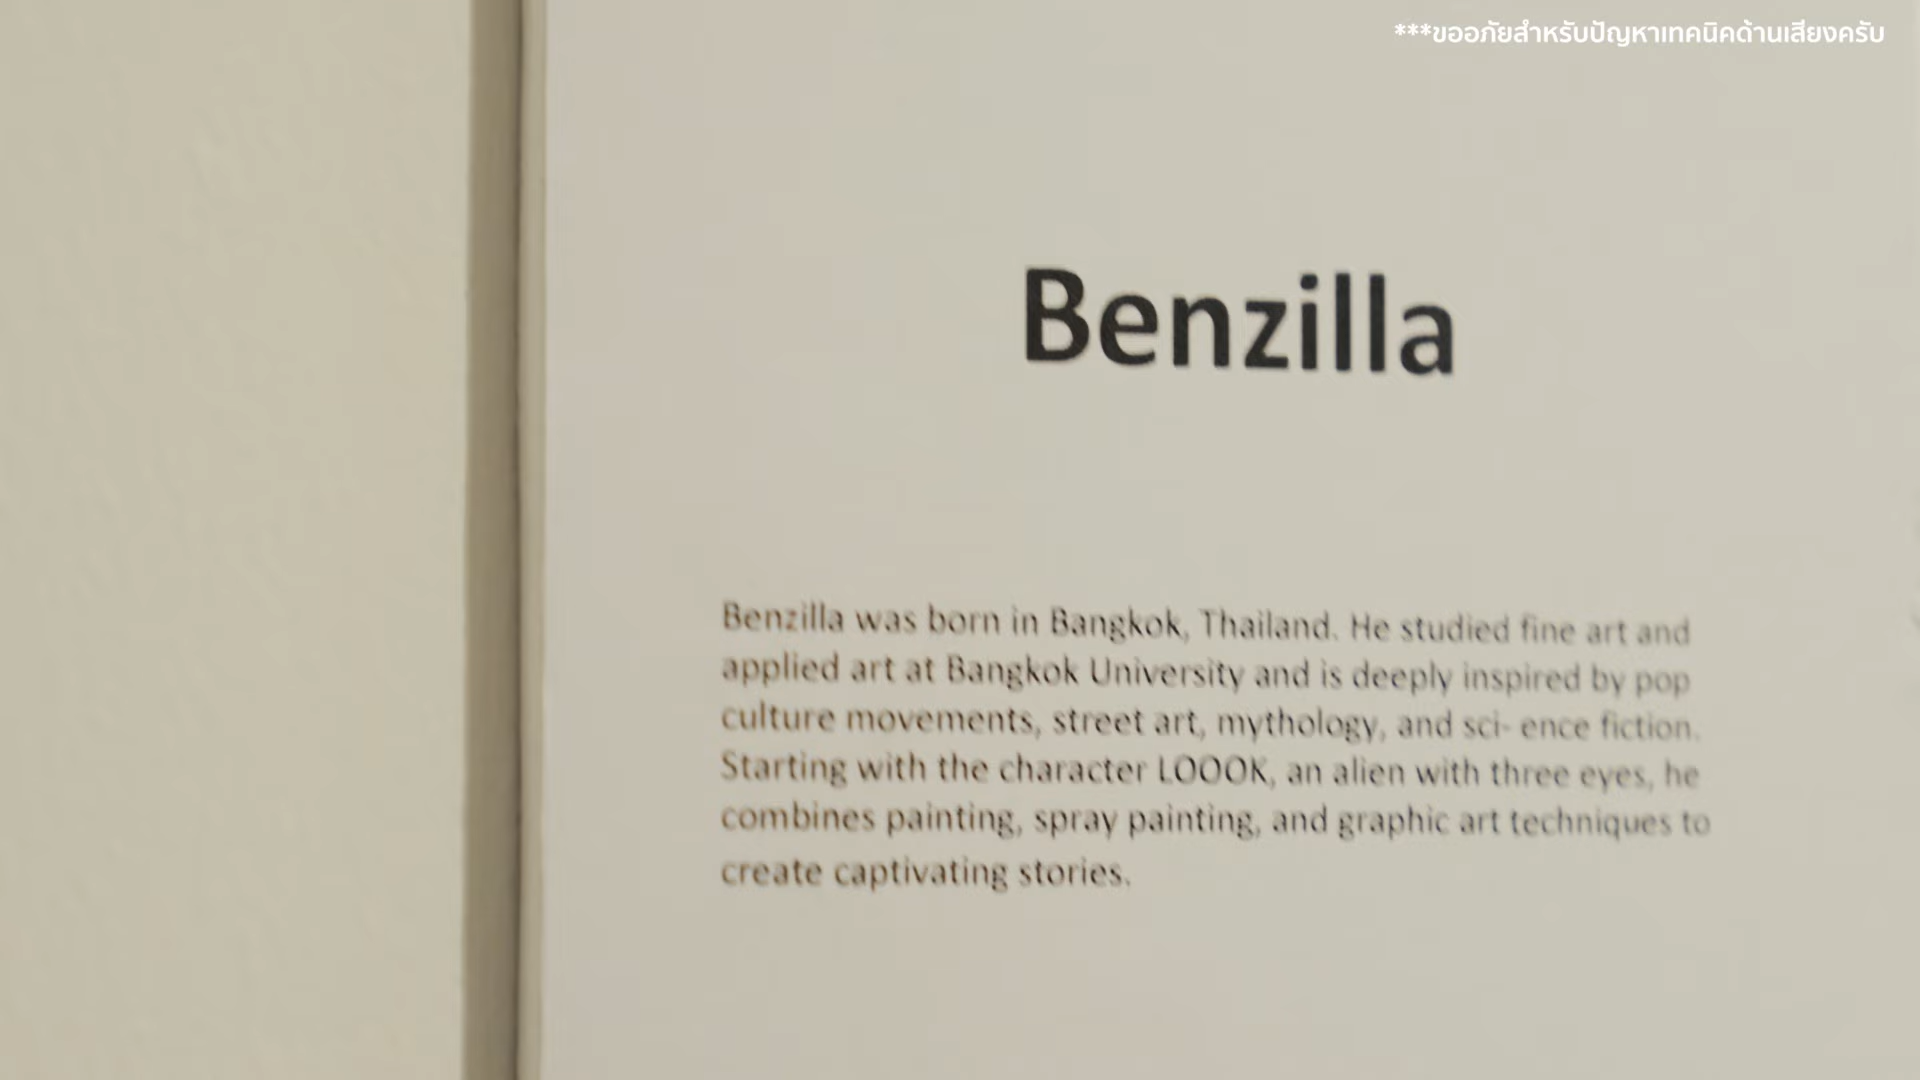 ***ขออภัยสำหรับปัญหาเทคนิคด้านเสียงครับ
Benzilla
Benzilla was born in Bangkok, Thailand. He studied fine art and
applied art at Bangkok University and is deeply inspired by pop
culture movements, street art, mythology, and sci- ence fiction.
Starting with the character LOOOK, an alien with three eyes, he
combines painting, spray painting, and graphic art techniques to
create captivating stories.